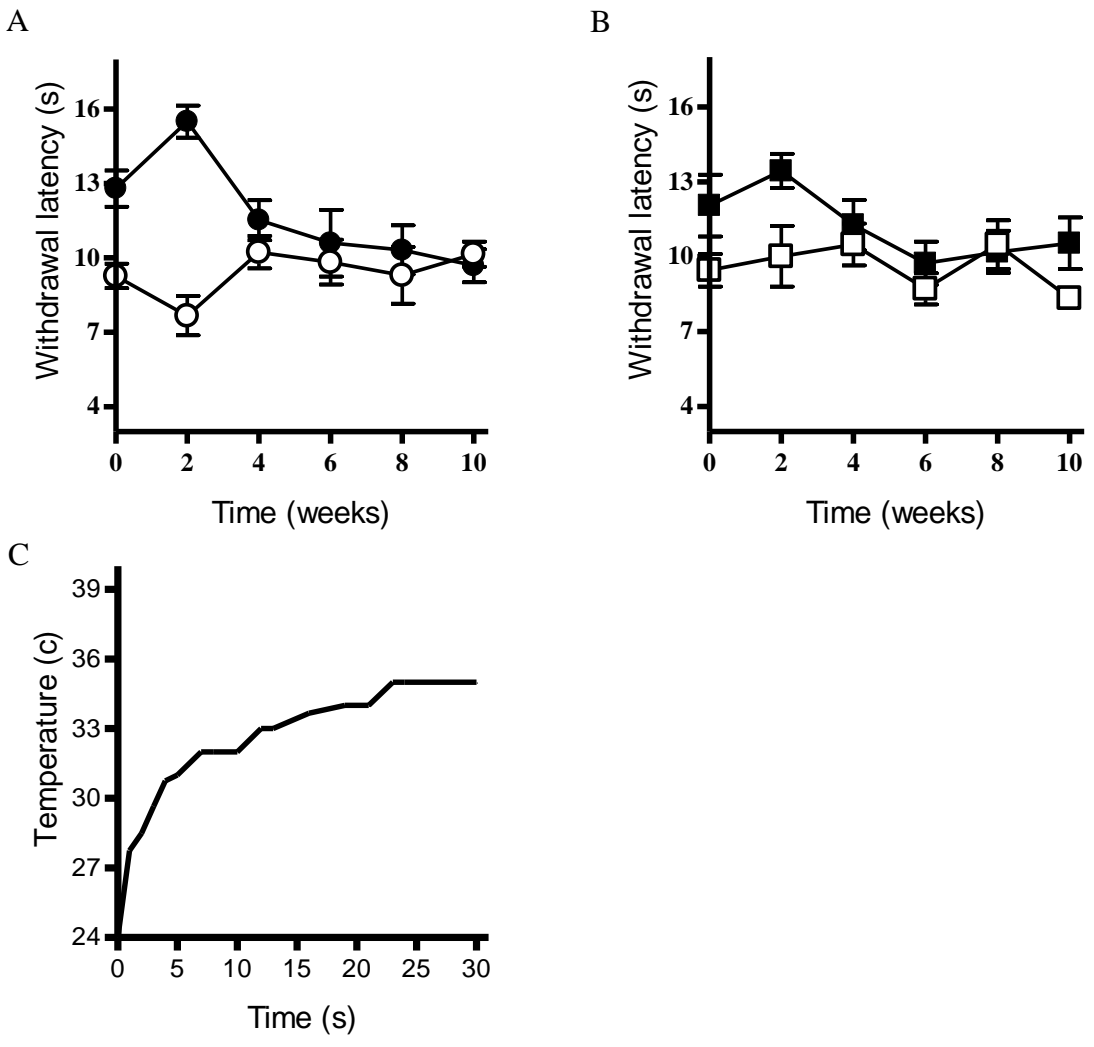 A
Withdrawal latency (s)
16
13
10
7
4
0 2 4 6 8 10
Time (weeks)
B
Withdrawal latency (s)
16
13
10
7
4
0 2 4 6 8 10
Time (weeks)
C
Temperature (c)
39
36
33
30
27
24
0 5 10 15 20 25 30
Time (s)